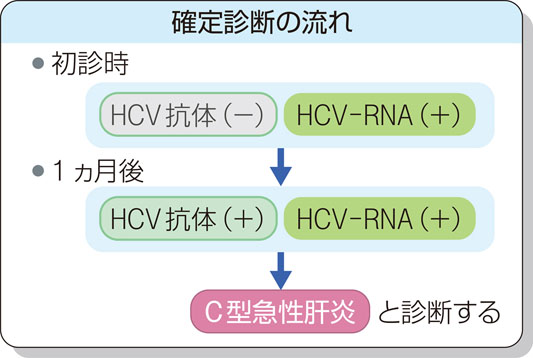 確定診断の流れ
● 初診時
HCV抗体(−) HCV-RNA(+)
● 1ヵ月後
HCV抗体(+) HCV-RNA(+)
C型急性肝炎 と診断する